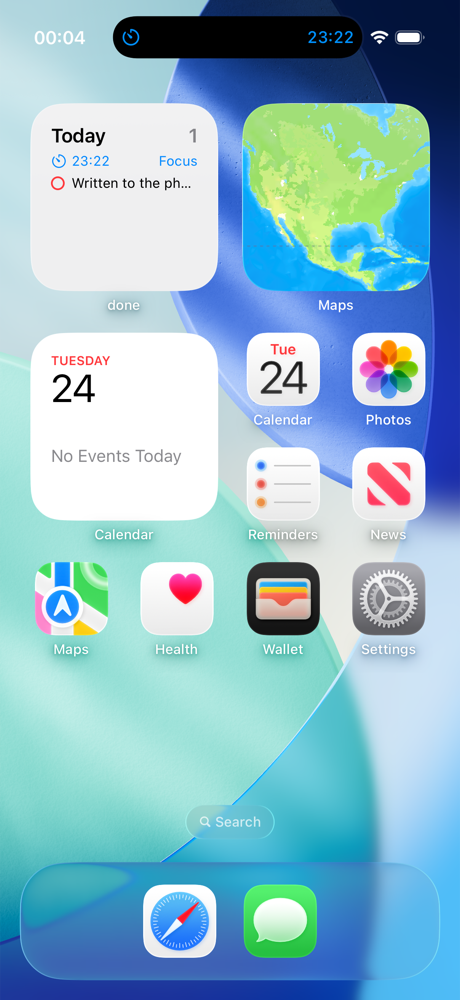 00:04
23:22
Today 1
23:22 Focus
Written to the ph...
done
Maps
TUESDAY
24
No Events Today
Calendar
Tue
24
Calendar
Photos
Reminders
News
Maps
Health
Wallet
Settings
Search